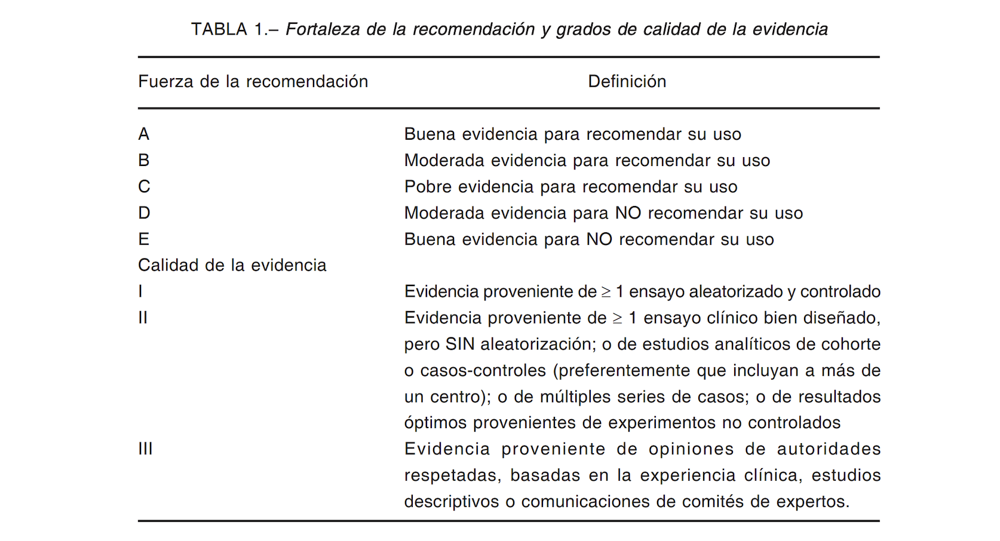 TABLA 1.– Fortaleza de la recomendación y grados de calidad de la evidencia
Fuerza de la recomendación Definición
A Buena evidencia para recomendar su uso
B Moderada evidencia para recomendar su uso
C Pobre evidencia para recomendar su uso
D Moderada evidencia para NO recomendar su uso
E Buena evidencia para NO recomendar su uso
Calidad de la evidencia
I Evidencia proveniente de ≥ 1 ensayo aleatorizado y controlado
II Evidencia proveniente de ≥ 1 ensayo clínico bien diseñado,
pero SIN aleatorización; o de estudios analíticos de cohorte
o casos-controles (preferentemente que incluyan a más de
un centro); o de múltiples series de casos; o de resultados
óptimos provenientes de experimentos no controlados
III Evidencia proveniente de opiniones de autoridades
respetadas, basadas en la experiencia clínica, estudios
descriptivos o comunicaciones de comités de expertos.